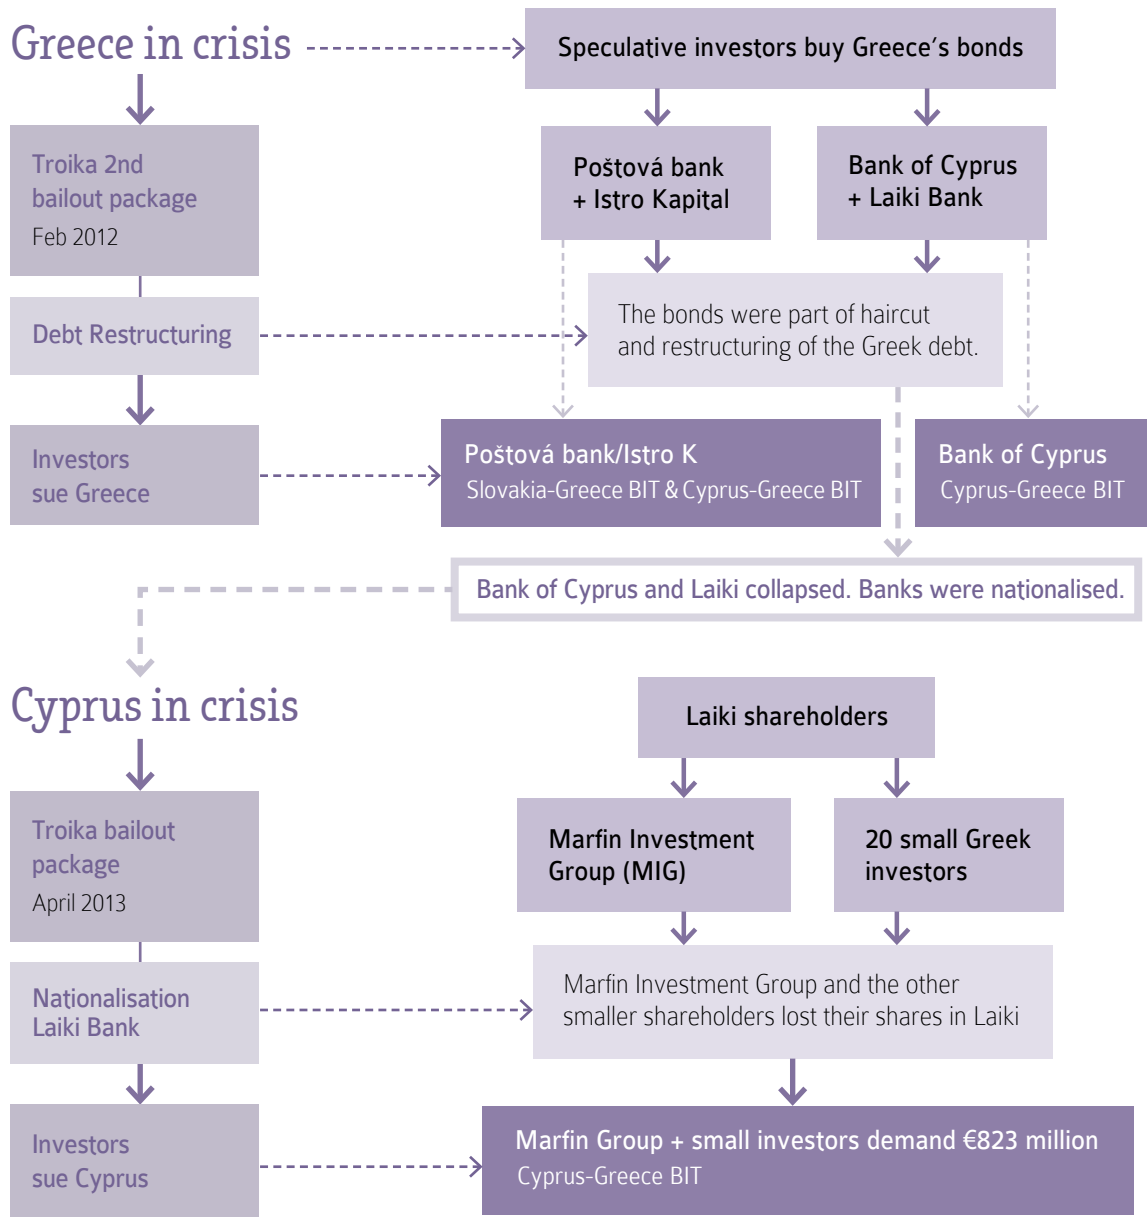 Greece in crisis
Speculative investors buy Greece’s bonds
Troika 2nd
bailout package
Feb 2012
Poštová bank
+ Istro Kapital
Bank of Cyprus
+ Laiki Bank
Debt Restructuring
The bonds were part of haircut
and restructuring of the Greek debt.
Investors
sue Greece
Poštová bank/Istro K
Slovakia-Greece BIT & Cyprus-Greece BIT
Bank of Cyprus
Cyprus-Greece BIT
Bank of Cyprus and Laiki collapsed. Banks were nationalised.
Cyprus in crisis
Laiki shareholders
Troika bailout
package
April 2013
Marfin Investment
Group (MIG)
20 small Greek
investors
Nationalisation
Laiki Bank
Marfin Investment Group and the other
smaller shareholders lost their shares in Laiki
Investors
sue Cyprus
Marfin Group + small investors demand €823 million
Cyprus-Greece BIT